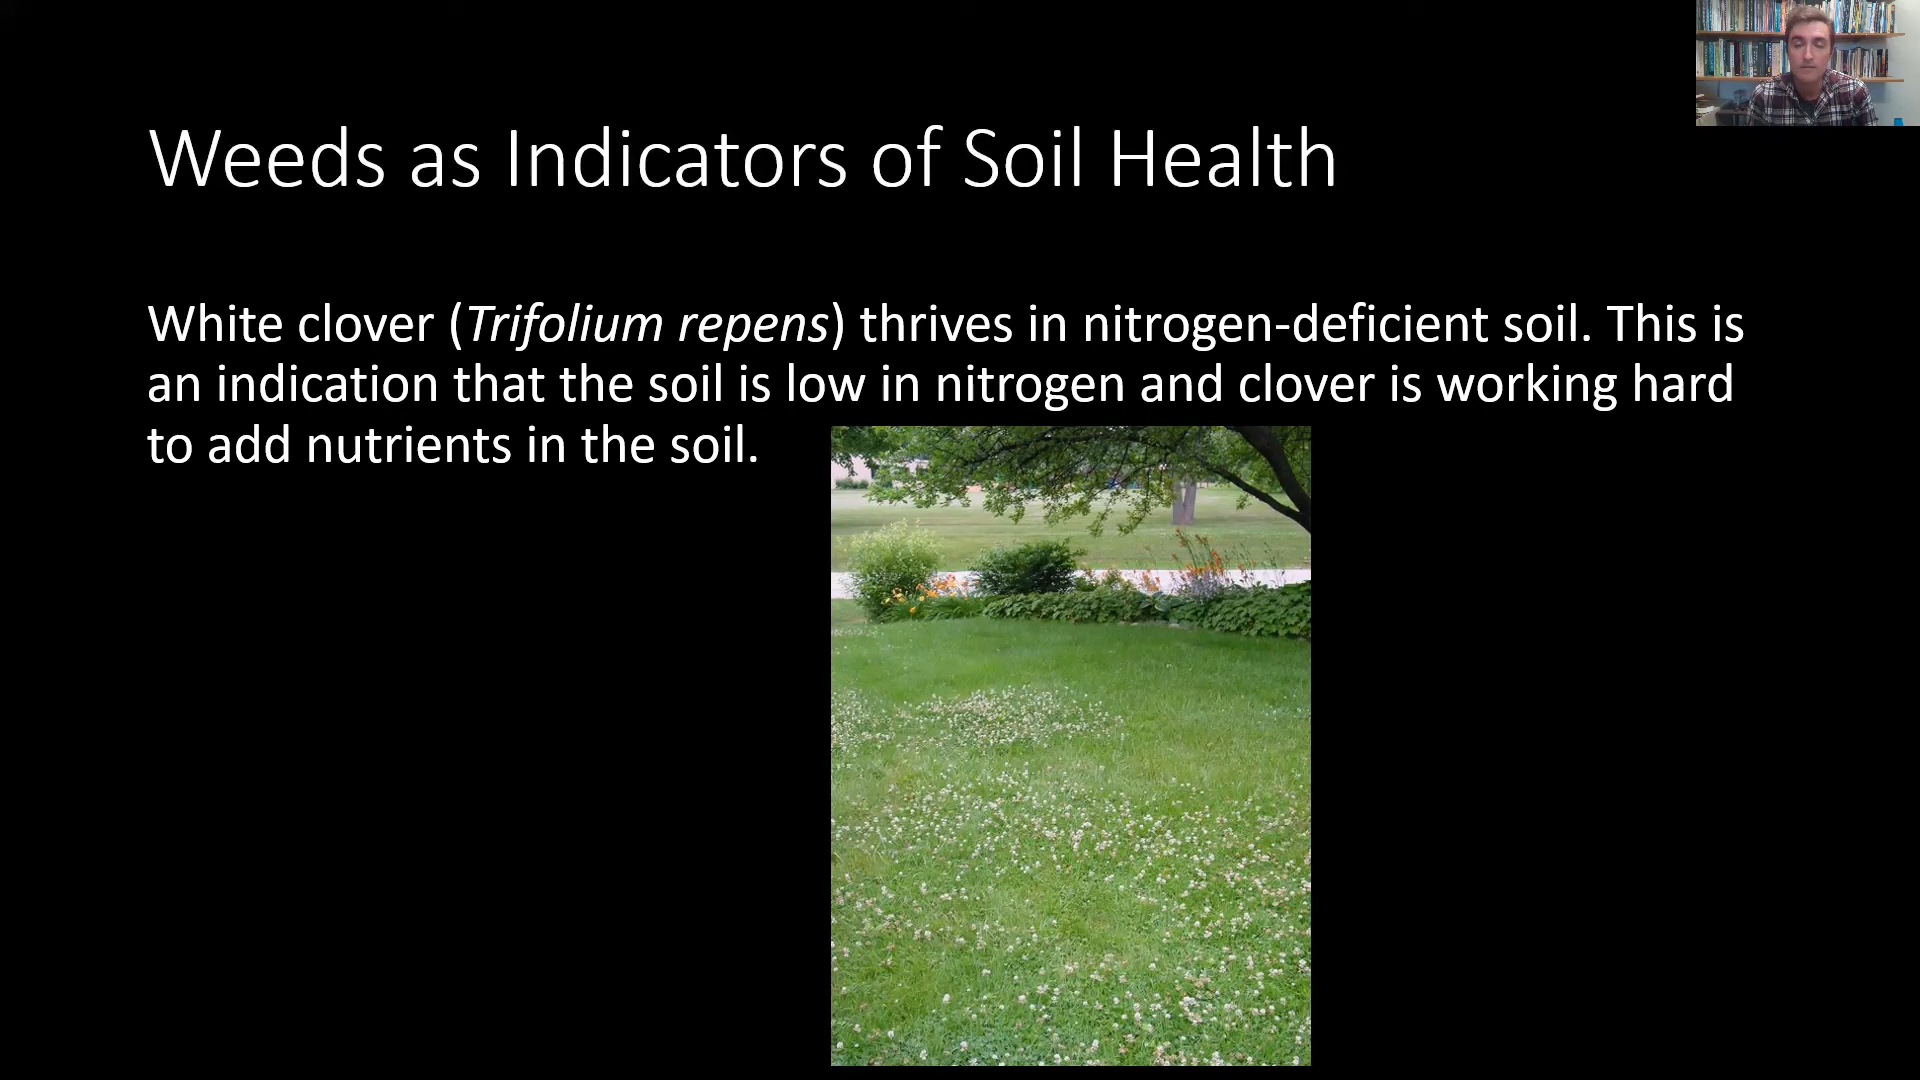 Weeds as Indicators of Soil Health
White clover (Trifolium repens) thrives in nitrogen-deficient soil. This is
an indication that the soil is low in nitrogen and clover is working hard
to add nutrients in the soil.